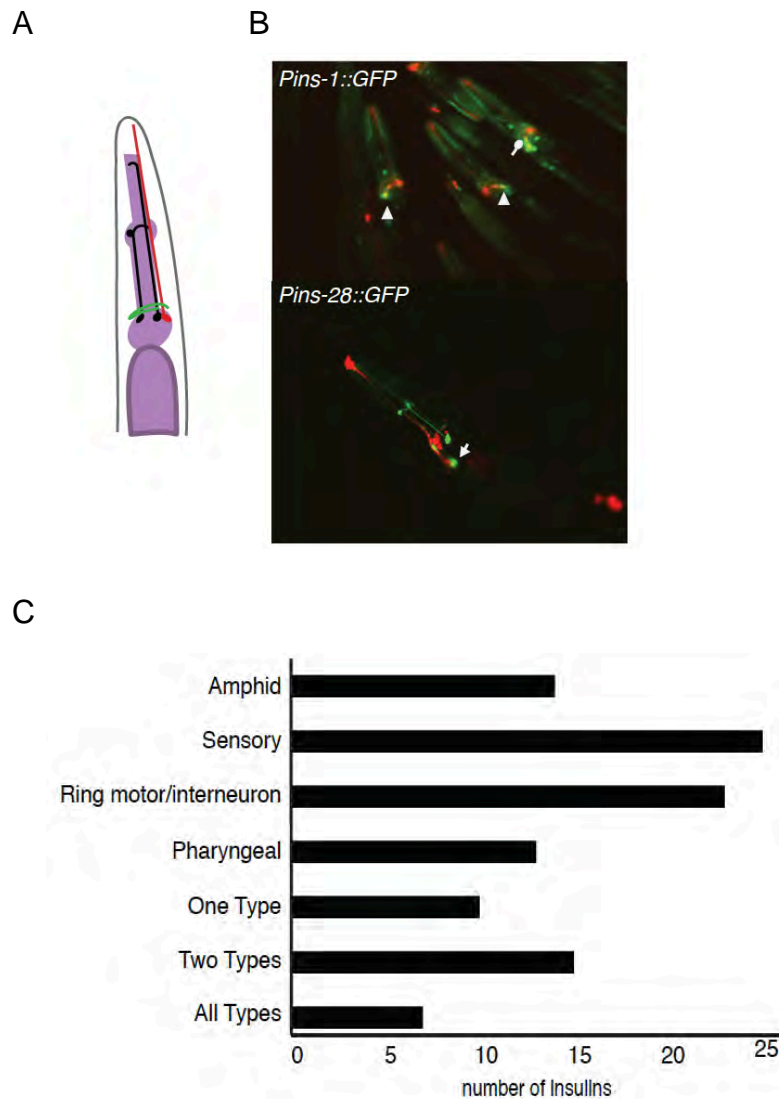 A
B
Pins-1::GFP
Pins-28::GFP
C
Amphid
Sensory
Ring motor/interneuron
Pharyngeal
One Type
Two Types
All Types
0 5 10 15 20 25
number of Insulins